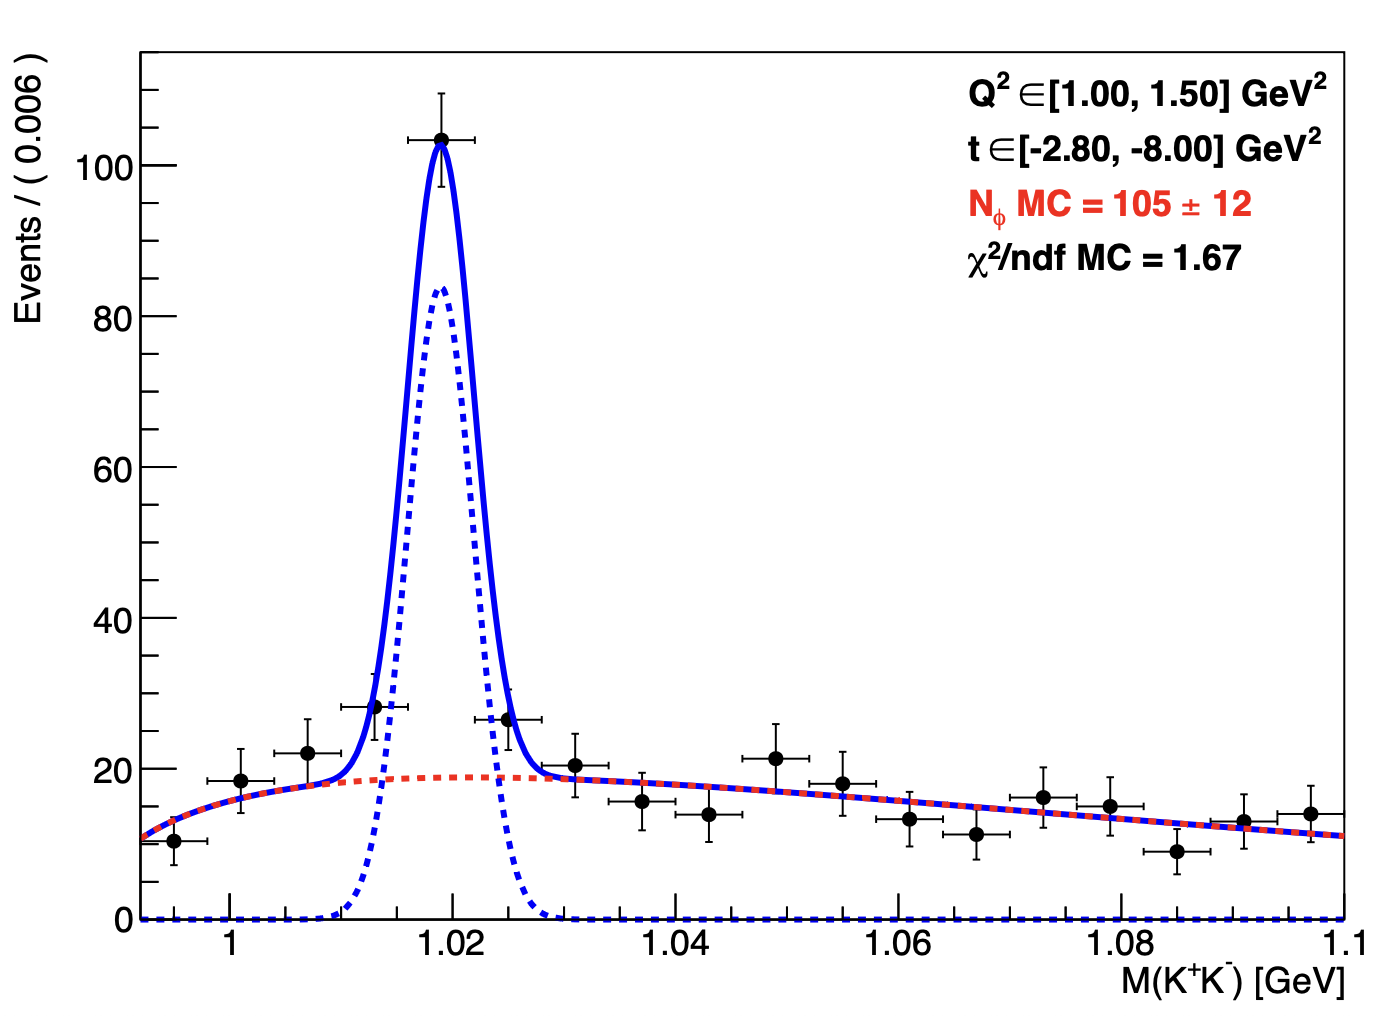 Events / ( 0.006 )
Q² ∈[1.00, 1.50] GeV²
t ∈[-2.80, -8.00] GeV²
N_ϕ MC = 105 ± 12
χ²/ndf MC = 1.67
100
80
60
40
20
0
1 1.02 1.04 1.06 1.08 1.1
M(K⁺K⁻) [GeV]